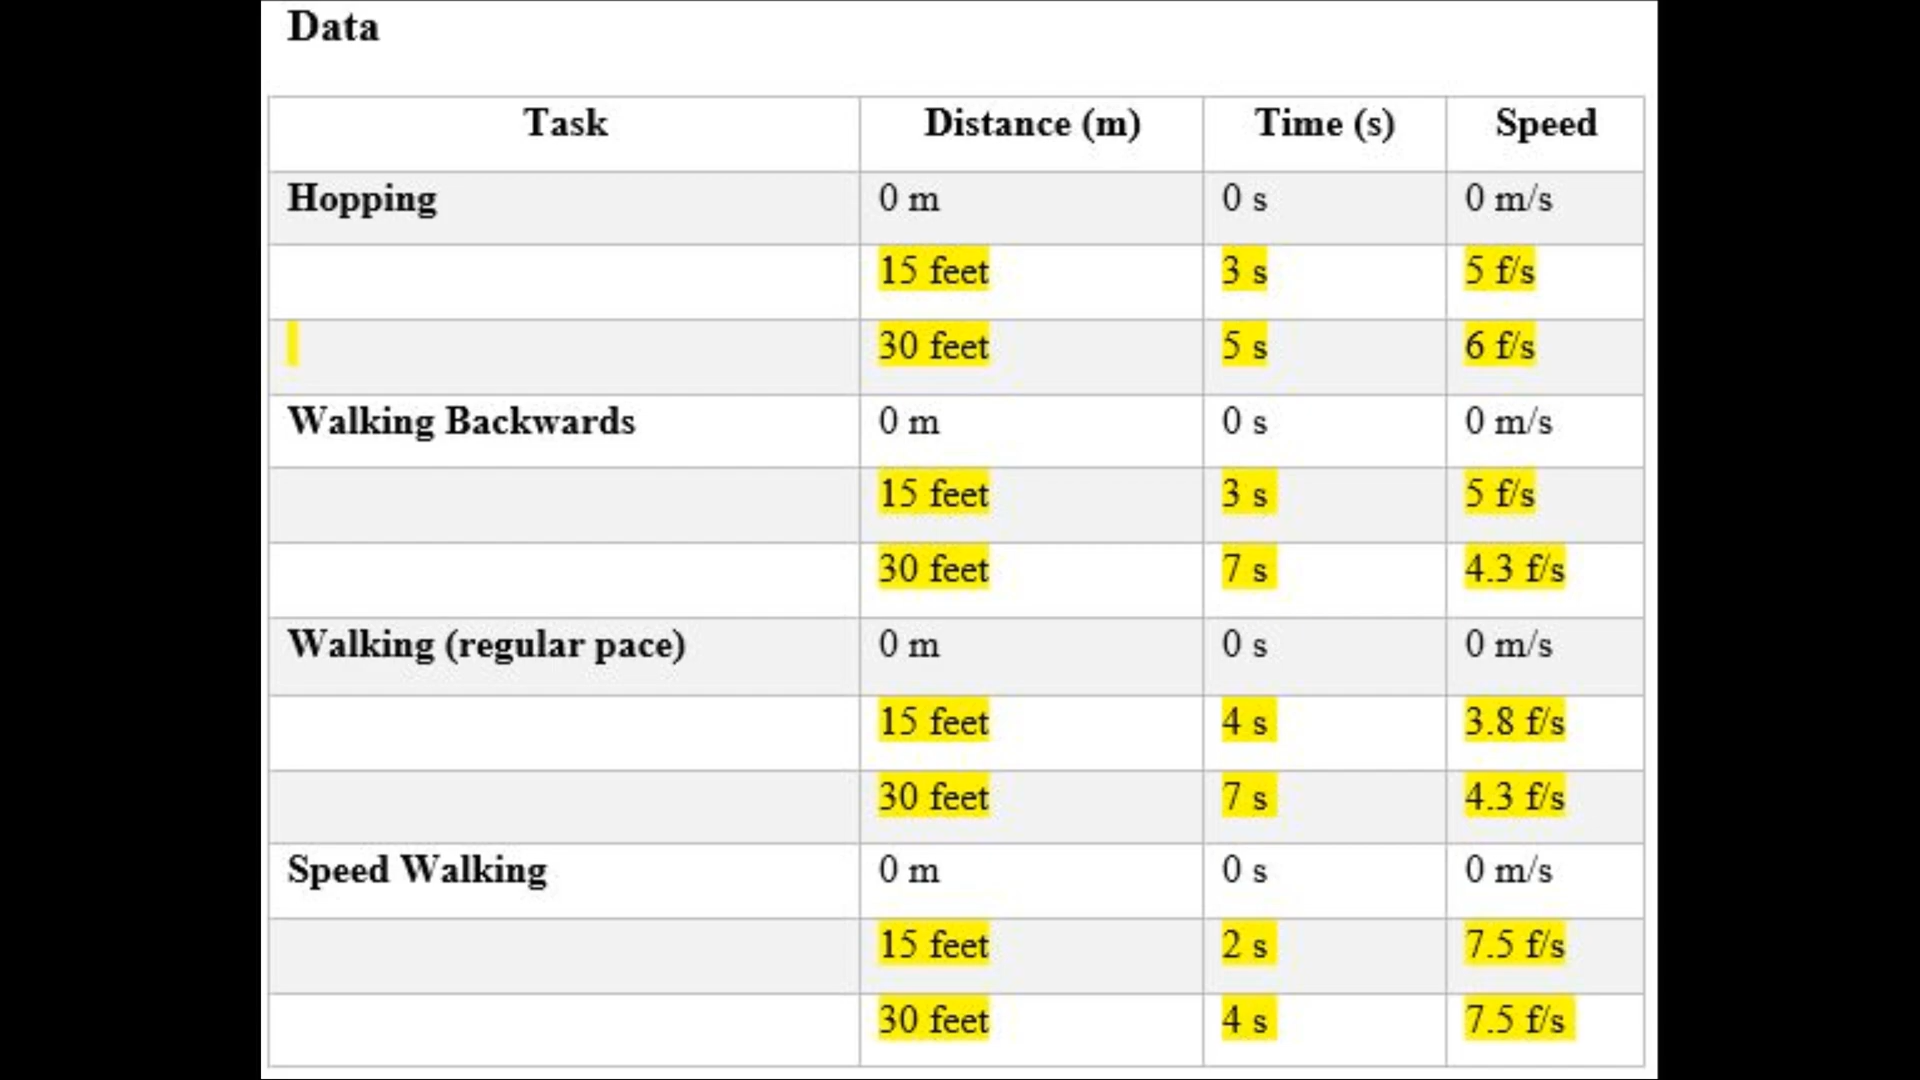 Data
Task Distance (m) Time (s) Speed
Hopping 0 m 0 s 0 m/s
15 feet 3 s 5 f/s
30 feet 5 s 6 f/s
Walking Backwards 0 m 0 s 0 m/s
15 feet 3 s 5 f/s
30 feet 7 s 4.3 f/s
Walking (regular pace) 0 m 0 s 0 m/s
15 feet 4 s 3.8 f/s
30 feet 7 s 4.3 f/s
Speed Walking 0 m 0 s 0 m/s
15 feet 2 s 7.5 f/s
30 feet 4 s 7.5 f/s